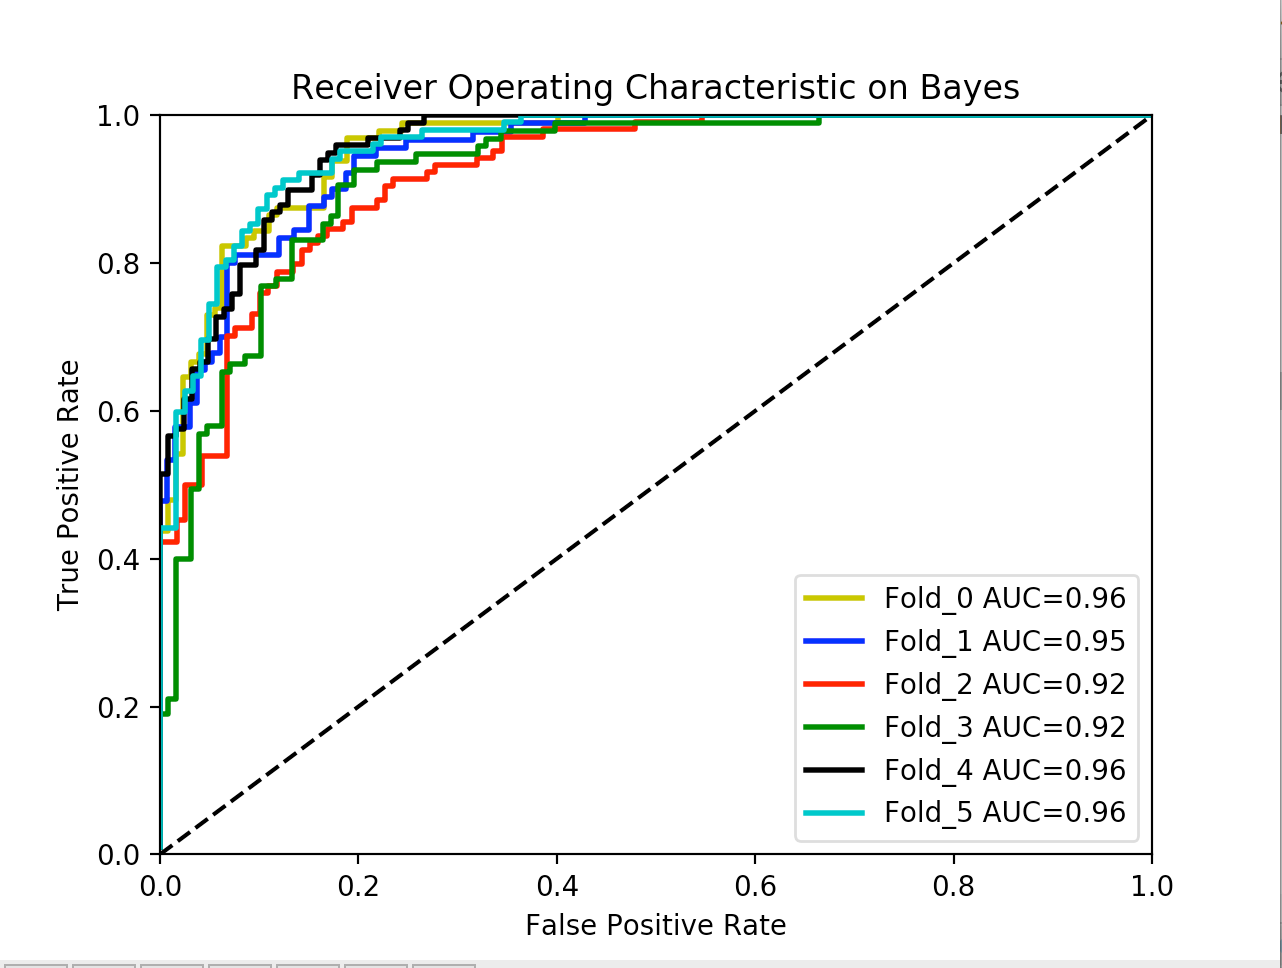 Receiver Operating Characteristic on Bayes
1.0
0.8
0.6
0.4
0.2
0.0
True Positive Rate
0.0 0.2 0.4 0.6 0.8 1.0
False Positive Rate
Fold_0 AUC=0.96
Fold_1 AUC=0.95
Fold_2 AUC=0.92
Fold_3 AUC=0.92
Fold_4 AUC=0.96
Fold_5 AUC=0.96